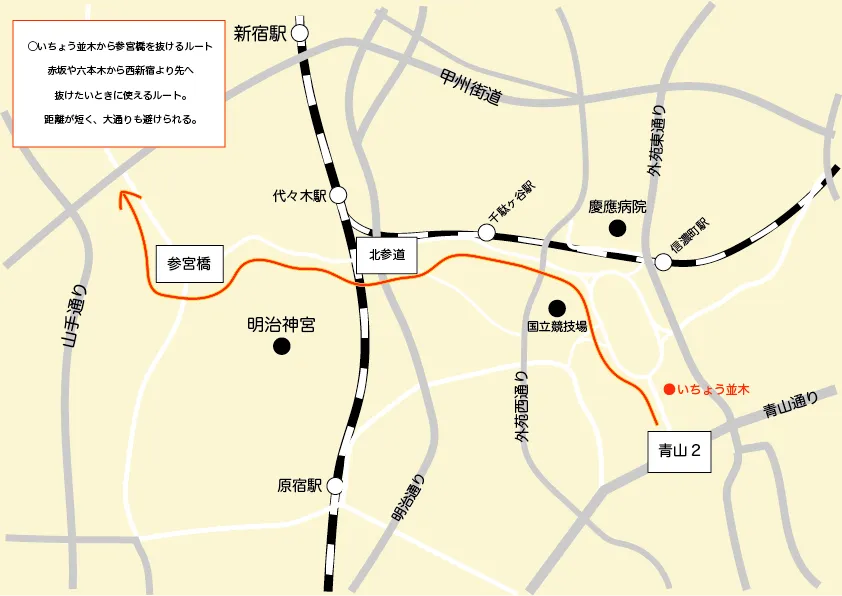 〇いちょう並木から参宮橋を抜けるルート
赤坂や六本木から西新宿より先へ
抜けたいときに使えるルート。
距離が短く、大通りも避けられる。
新宿駅
甲州街道
外苑東通り
代々木駅
千駄ヶ谷駅
慶應病院
信濃町駅
北参道
参宮橋
山手通り
明治神宮
国立競技場
いちょう並木
外苑西通り
青山通り
青山2
原宿駅
明治通り